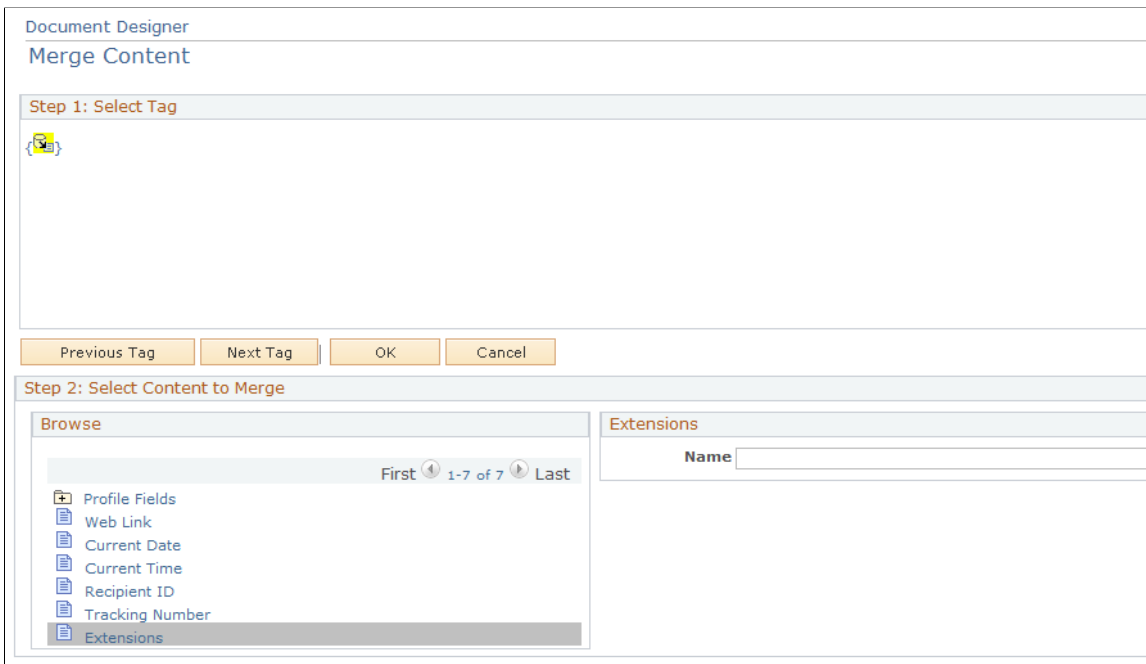 Document Designer
Merge Content
Step 1: Select Tag
{}
Previous Tag Next Tag OK Cancel
Step 2: Select Content to Merge
Browse
First 1-7 of 7 Last
Profile Fields
Web Link
Current Date
Current Time
Recipient ID
Tracking Number
Extensions
Extensions
Name